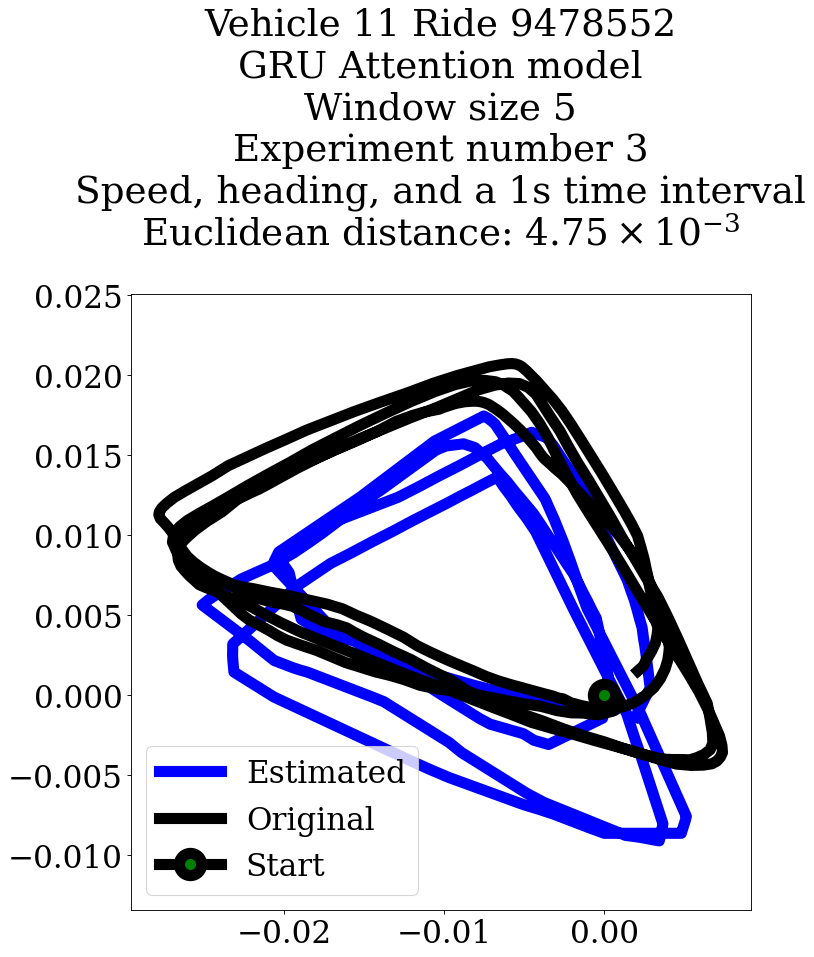 Vehicle 11 Ride 9478552
GRU Attention model
Window size 5
Experiment number 3
Speed, heading, and a 1s time interval
Euclidean distance: 4.75 × 10⁻³
0.025
0.020
0.015
0.010
0.005
0.000
−0.005
−0.010
Estimated
Original
Start
−0.02
−0.01
0.00